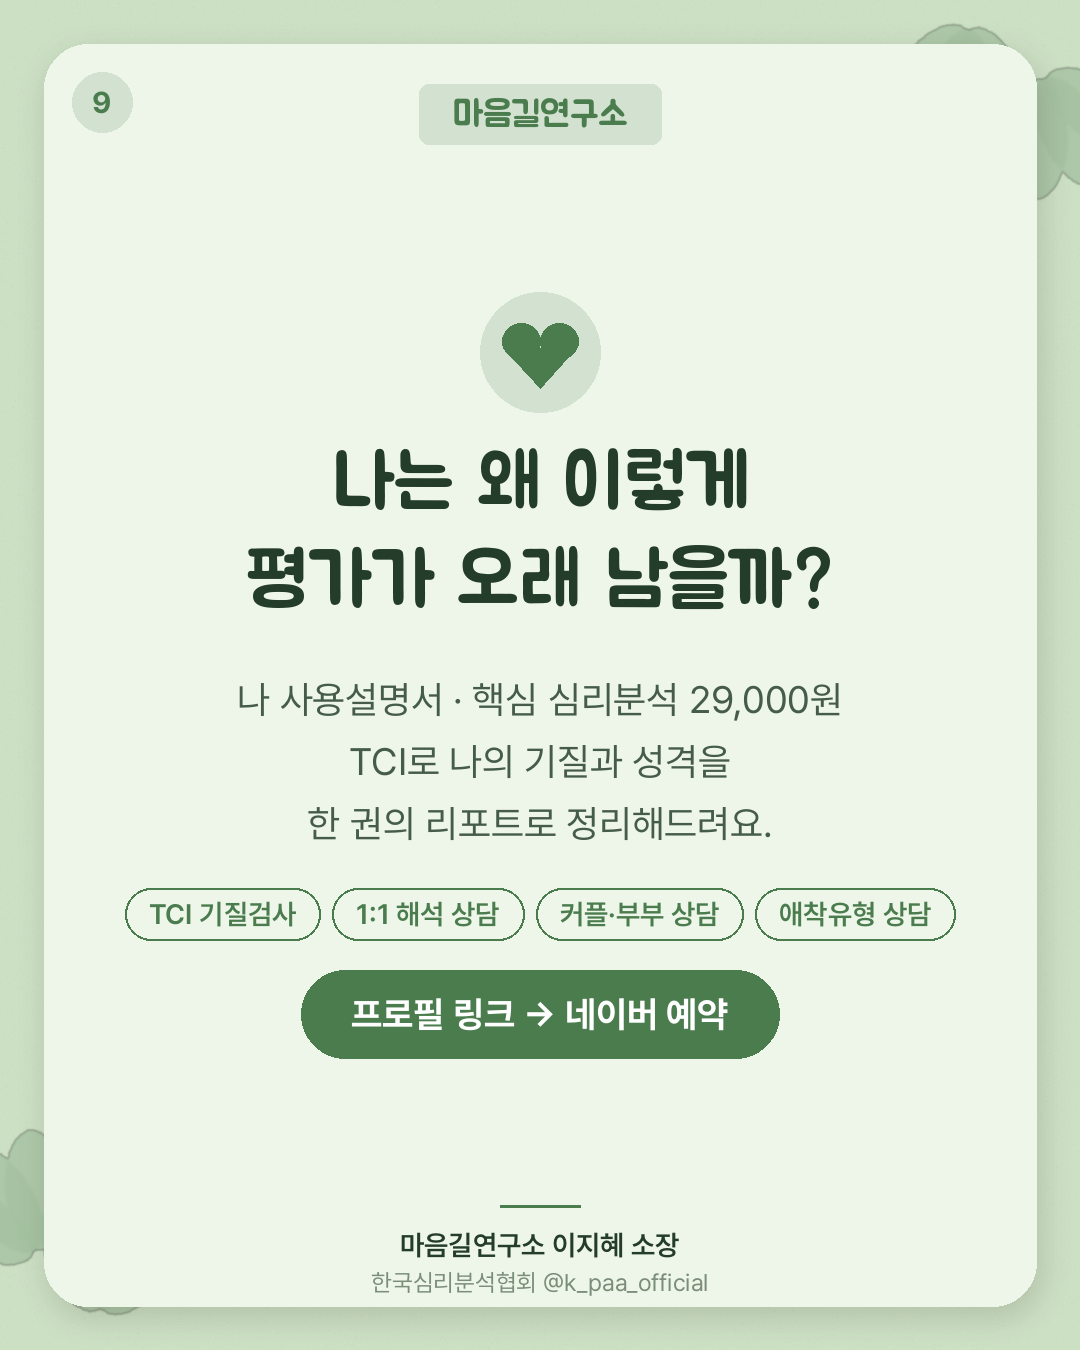 9
마음길연구소
나는 왜 이렇게
평가가 오래 남을까?
나 사용설명서 · 핵심 심리분석 29,000원
TCI로 나의 기질과 성격을
한 권의 리포트로 정리해드려요.
TCI 기질검사
1:1 해석 상담
커플·부부 상담
애착유형 상담
프로필 링크 → 네이버 예약
마음길연구소 이지혜 소장
한국심리분석협회 @k_paa_official